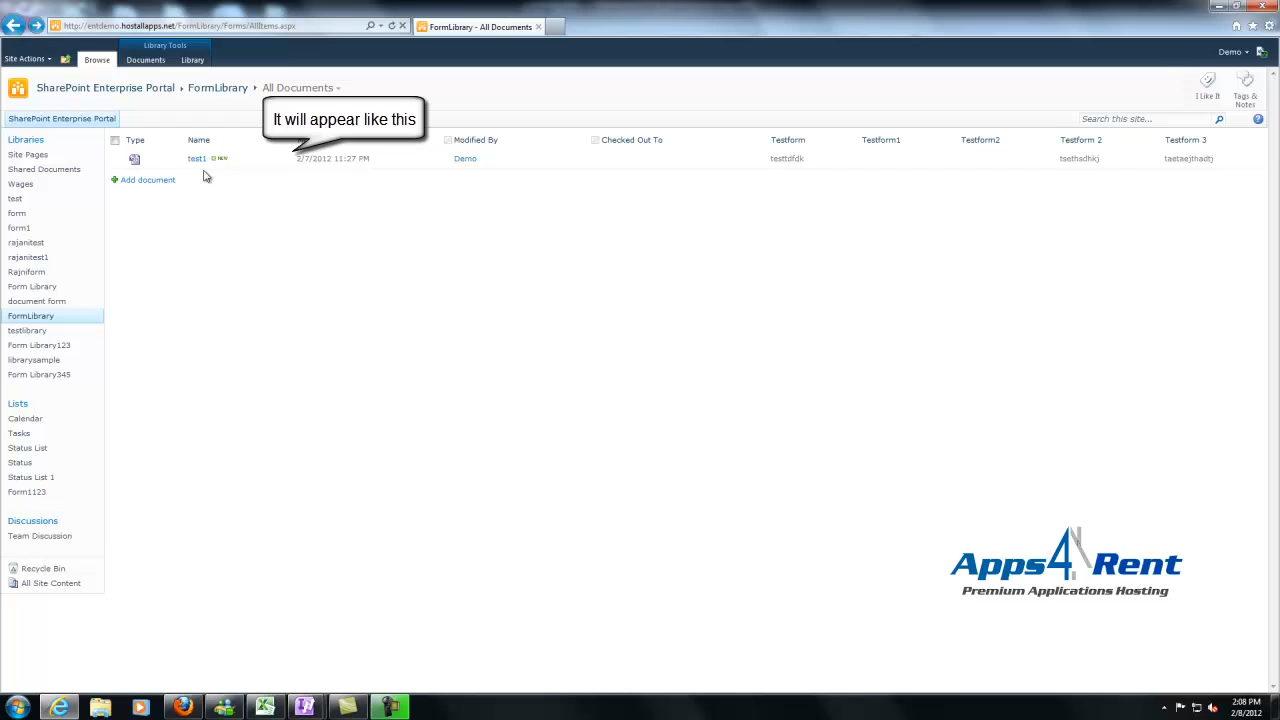 http://entdemo.hostallapps.net/FormLibrary/Forms/AllItems.aspx
FormLibrary - All Documents
Library Tools
Site Actions
Browse
Documents
Library
Demo
SharePoint Enterprise Portal
FormLibrary
All Documents
I Like It
Tags &
Notes
It will appear like this
SharePoint Enterprise Portal
Search this site...
Libraries
Type
Name
Modified By
Checked Out To
Testform
Testform1
Testform2
Testform 2
Testform 3
Site Pages
test1
NEW
2/7/2012 11:27 PM
Demo
testtdfdk
tsethsdhkj
taetaejthadtj
Shared Documents
Add document
Wages
test
form
form1
rajanitest
rajanitest1
Rajniform
Form Library
document form
FormLibrary
testlibrary
Form Library123
librarysample
Form Library345
Lists
Calendar
Tasks
Status List
Status
Status List 1
Form1123
Discussions
Team Discussion
Recycle Bin
All Site Content
Apps4Rent
Premium Applications Hosting
2:08 PM
2/8/2012